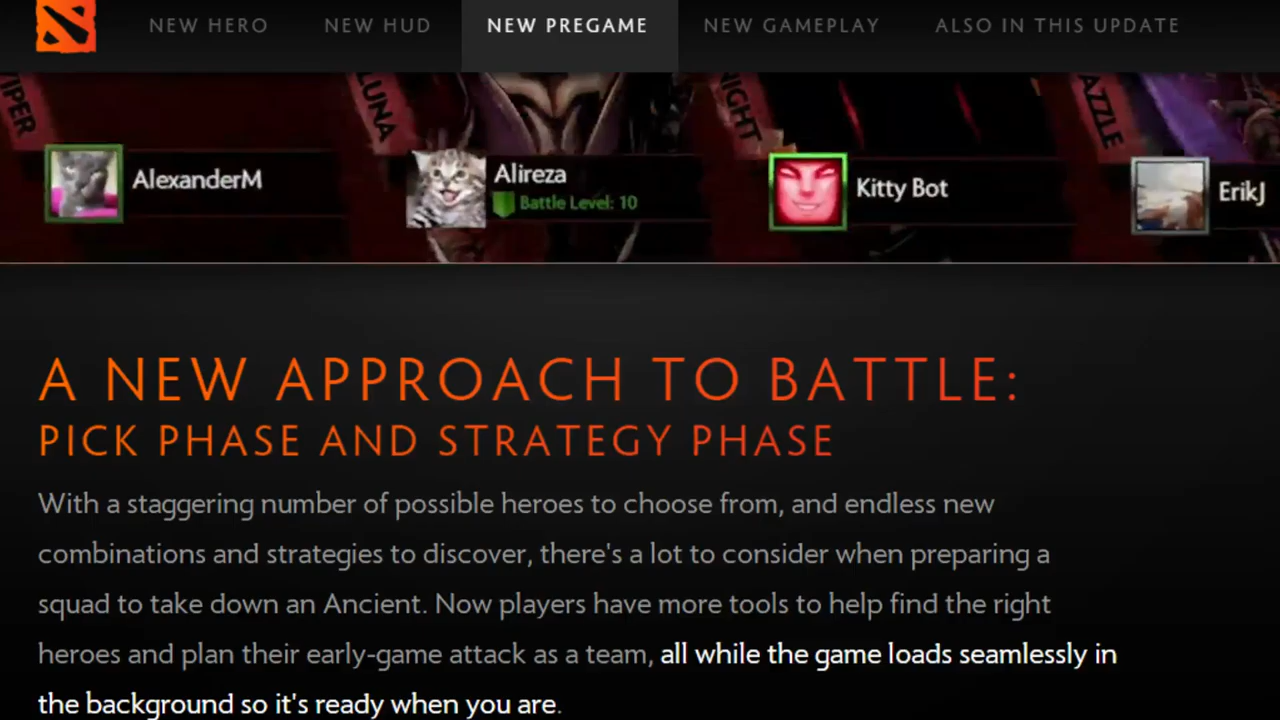 NEW HERO NEW HUD NEW PREGAME NEW GAMEPLAY ALSO IN THIS UPDATE
VIPER LUNA NIGHT AZZLE
AlexanderM Alireza Kitty Bot ErikJ
Battle Level: 10
A NEW APPROACH TO BATTLE:
PICK PHASE AND STRATEGY PHASE
With a staggering number of possible heroes to choose from, and endless new
combinations and strategies to discover, there's a lot to consider when preparing a
squad to take down an Ancient. Now players have more tools to help find the right
heroes and plan their early-game attack as a team, all while the game loads seamlessly in
the background so it's ready when you are.